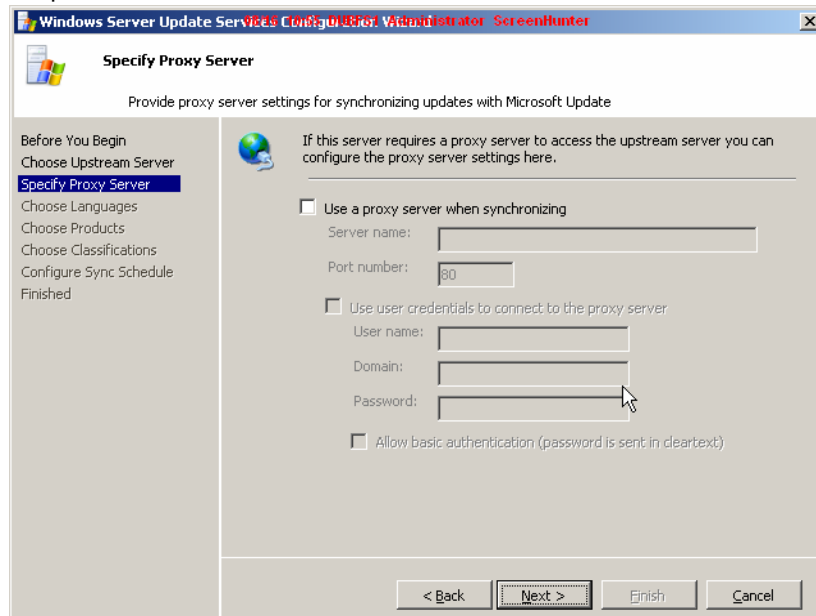 Windows Server Update Services Configuration Wizard
Administrator ScreenHunter
Specify Proxy Server
Provide proxy server settings for synchronizing updates with Microsoft Update
Before You Begin
Choose Upstream Server
Specify Proxy Server
Choose Languages
Choose Products
Choose Classifications
Configure Sync Schedule
Finished
If this server requires a proxy server to access the upstream server you can
configure the proxy server settings here.
Use a proxy server when synchronizing
Server name:
Port number:
80
Use user credentials to connect to the proxy server
User name:
Domain:
Password:
Allow basic authentication (password is sent in cleartext)
< Back
Next >
Finish
Cancel